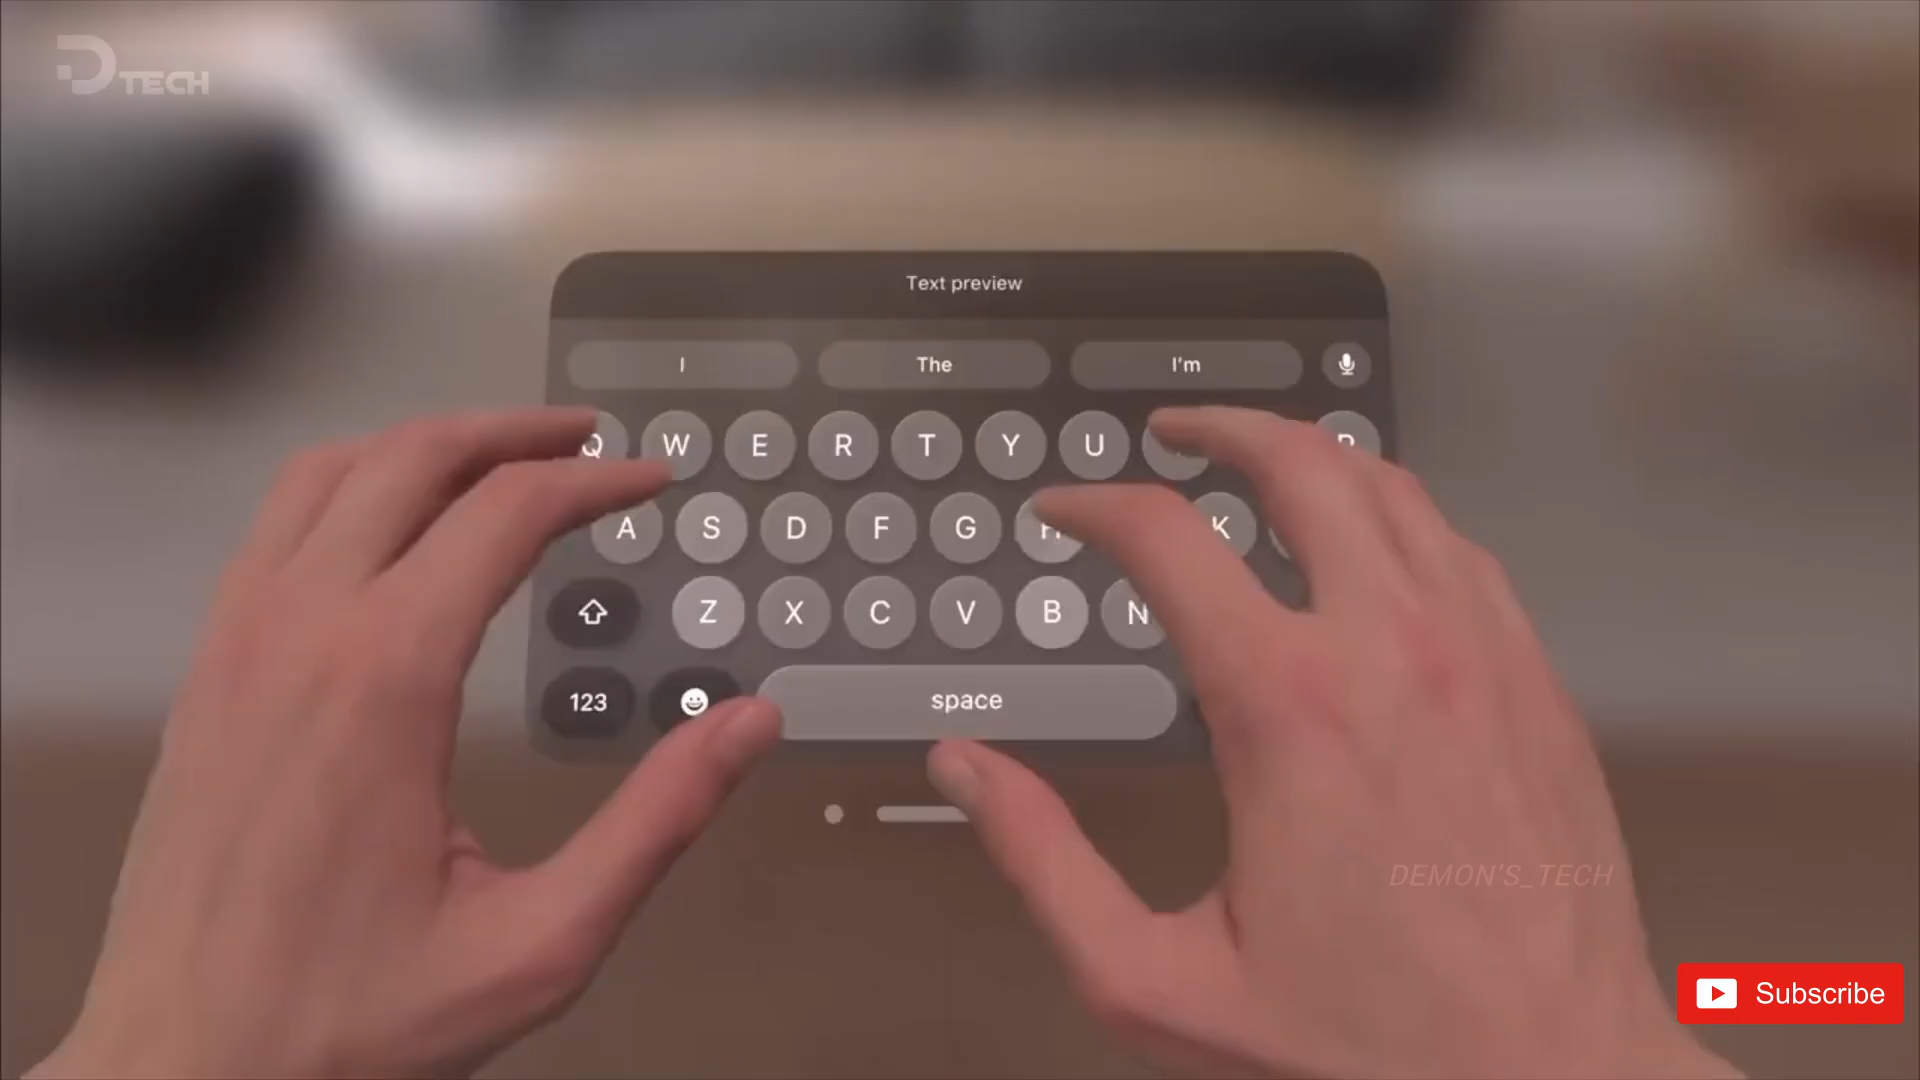 D TECH
Text preview
I The I'm
Q W E R T Y U P
A S D F G H K
Z X C V B N
123 space
DEMON'S_TECH
Subscribe